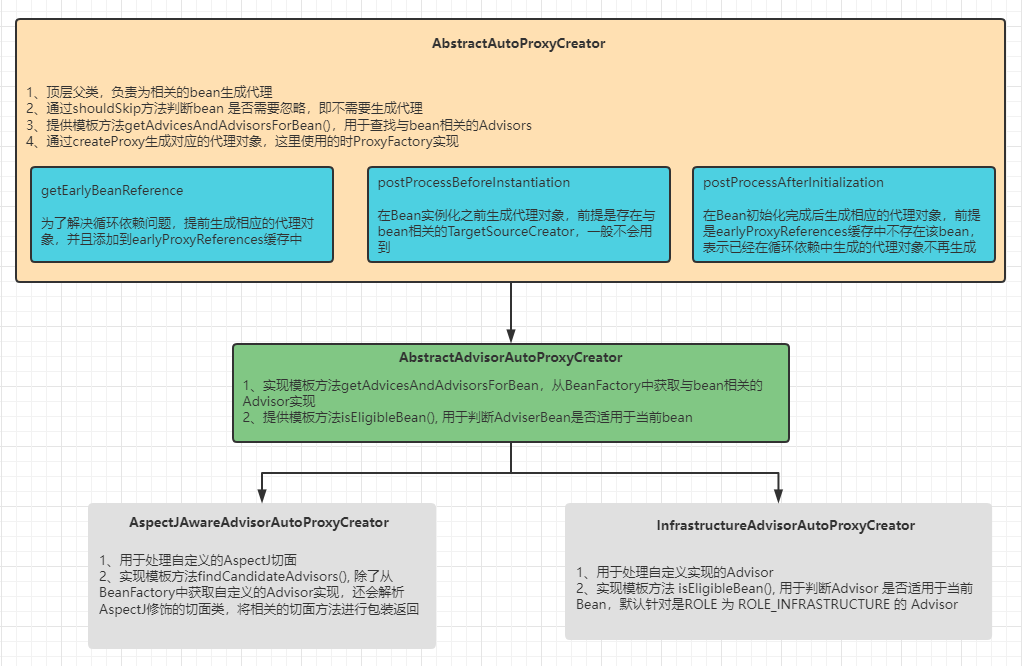 AbstractAutoProxyCreator
1、顶层父类，负责为相关的bean生成代理
2、通过shouldSkip方法判断bean 是否需要忽略，即不需要生成代理
3、提供模板方法getAdvicesAndAdvisorsForBean()，用于查找与bean相关的Advisors
4、通过createProxy生成对应的代理对象，这里使用的时ProxyFactory实现
getEarlyBeanReference
为了解决循环依赖问题，提前生成相应的代理对
象，并且添加到earlyProxyReferences缓存中
postProcessBeforeInstantiation
在Bean实例化之前生成代理对象，前提是存在与
bean相关的TargetSourceCreator，一般不会用
到
postProcessAfterInitialization
在Bean初始化完成后生成相应的代理对象，前提
是earlyProxyReferences缓存中不存在该bean，
表示已经在循环依赖中生成的代理对象不再生成
AbstractAdvisorAutoProxyCreator
1、实现模板方法getAdvicesAndAdvisorsForBean，从BeanFactory中获取与bean相关的
Advisor实现
2、提供模板方法isEligibleBean(), 用于判断AdviserBean是否适用于当前bean
AspectJAwareAdvisorAutoProxyCreator
1、用于处理自定义的AspectJ切面
2、实现模板方法findCandidateAdvisors(), 除了从
BeanFactory中获取自定义的Advisor实现，还会解析
AspectJ修饰的切面类，将相关的切面方法进行包装返回
InfrastructureAdvisorAutoProxyCreator
1、用于处理自定义实现的Advisor
2、实现模板方法 isEligibleBean(), 用于判断Advisor 是否适用于当前
Bean，默认针对是ROLE 为 ROLE_INFRASTRUCTURE 的 Advisor